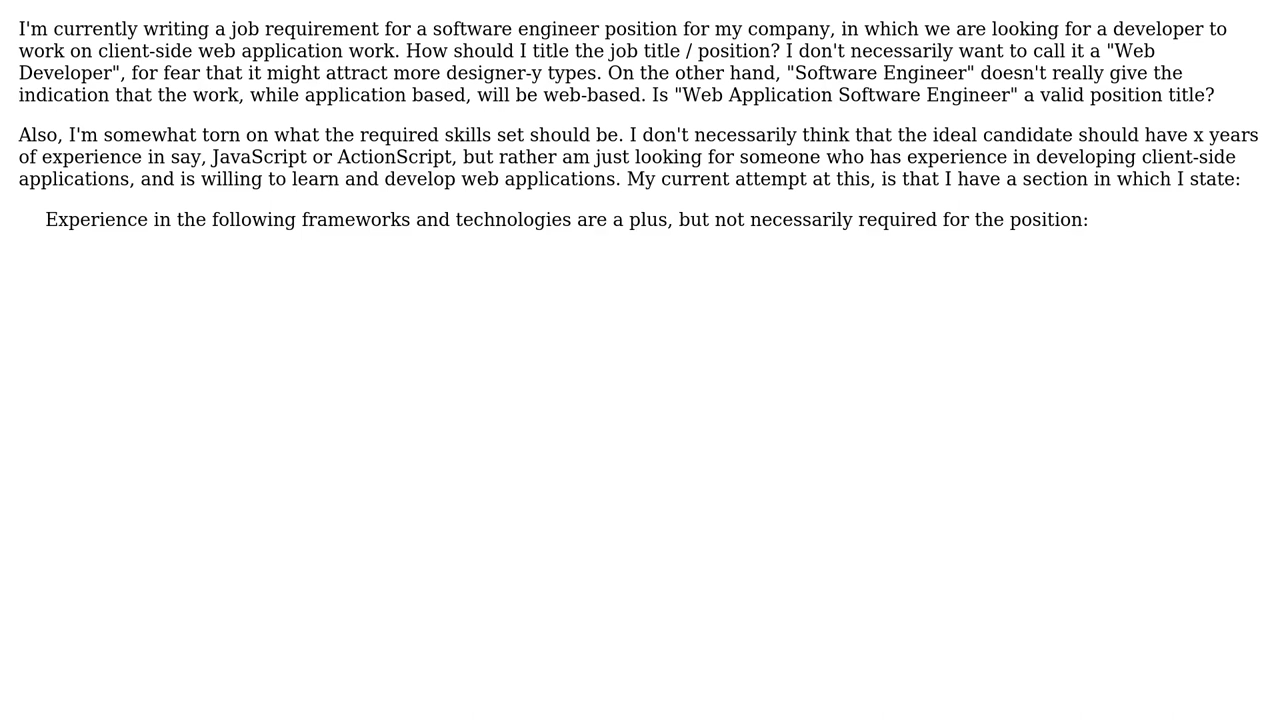 I'm currently writing a job requirement for a software engineer position for my company, in which we are looking for a developer to
work on client-side web application work. How should I title the job title / position? I don't necessarily want to call it a "Web
Developer", for fear that it might attract more designer-y types. On the other hand, "Software Engineer" doesn't really give the
indication that the work, while application based, will be web-based. Is "Web Application Software Engineer" a valid position title?
Also, I'm somewhat torn on what the required skills set should be. I don't necessarily think that the ideal candidate should have x years
of experience in say, JavaScript or ActionScript, but rather am just looking for someone who has experience in developing client-side
applications, and is willing to learn and develop web applications. My current attempt at this, is that I have a section in which I state:
Experience in the following frameworks and technologies are a plus, but not necessarily required for the position: